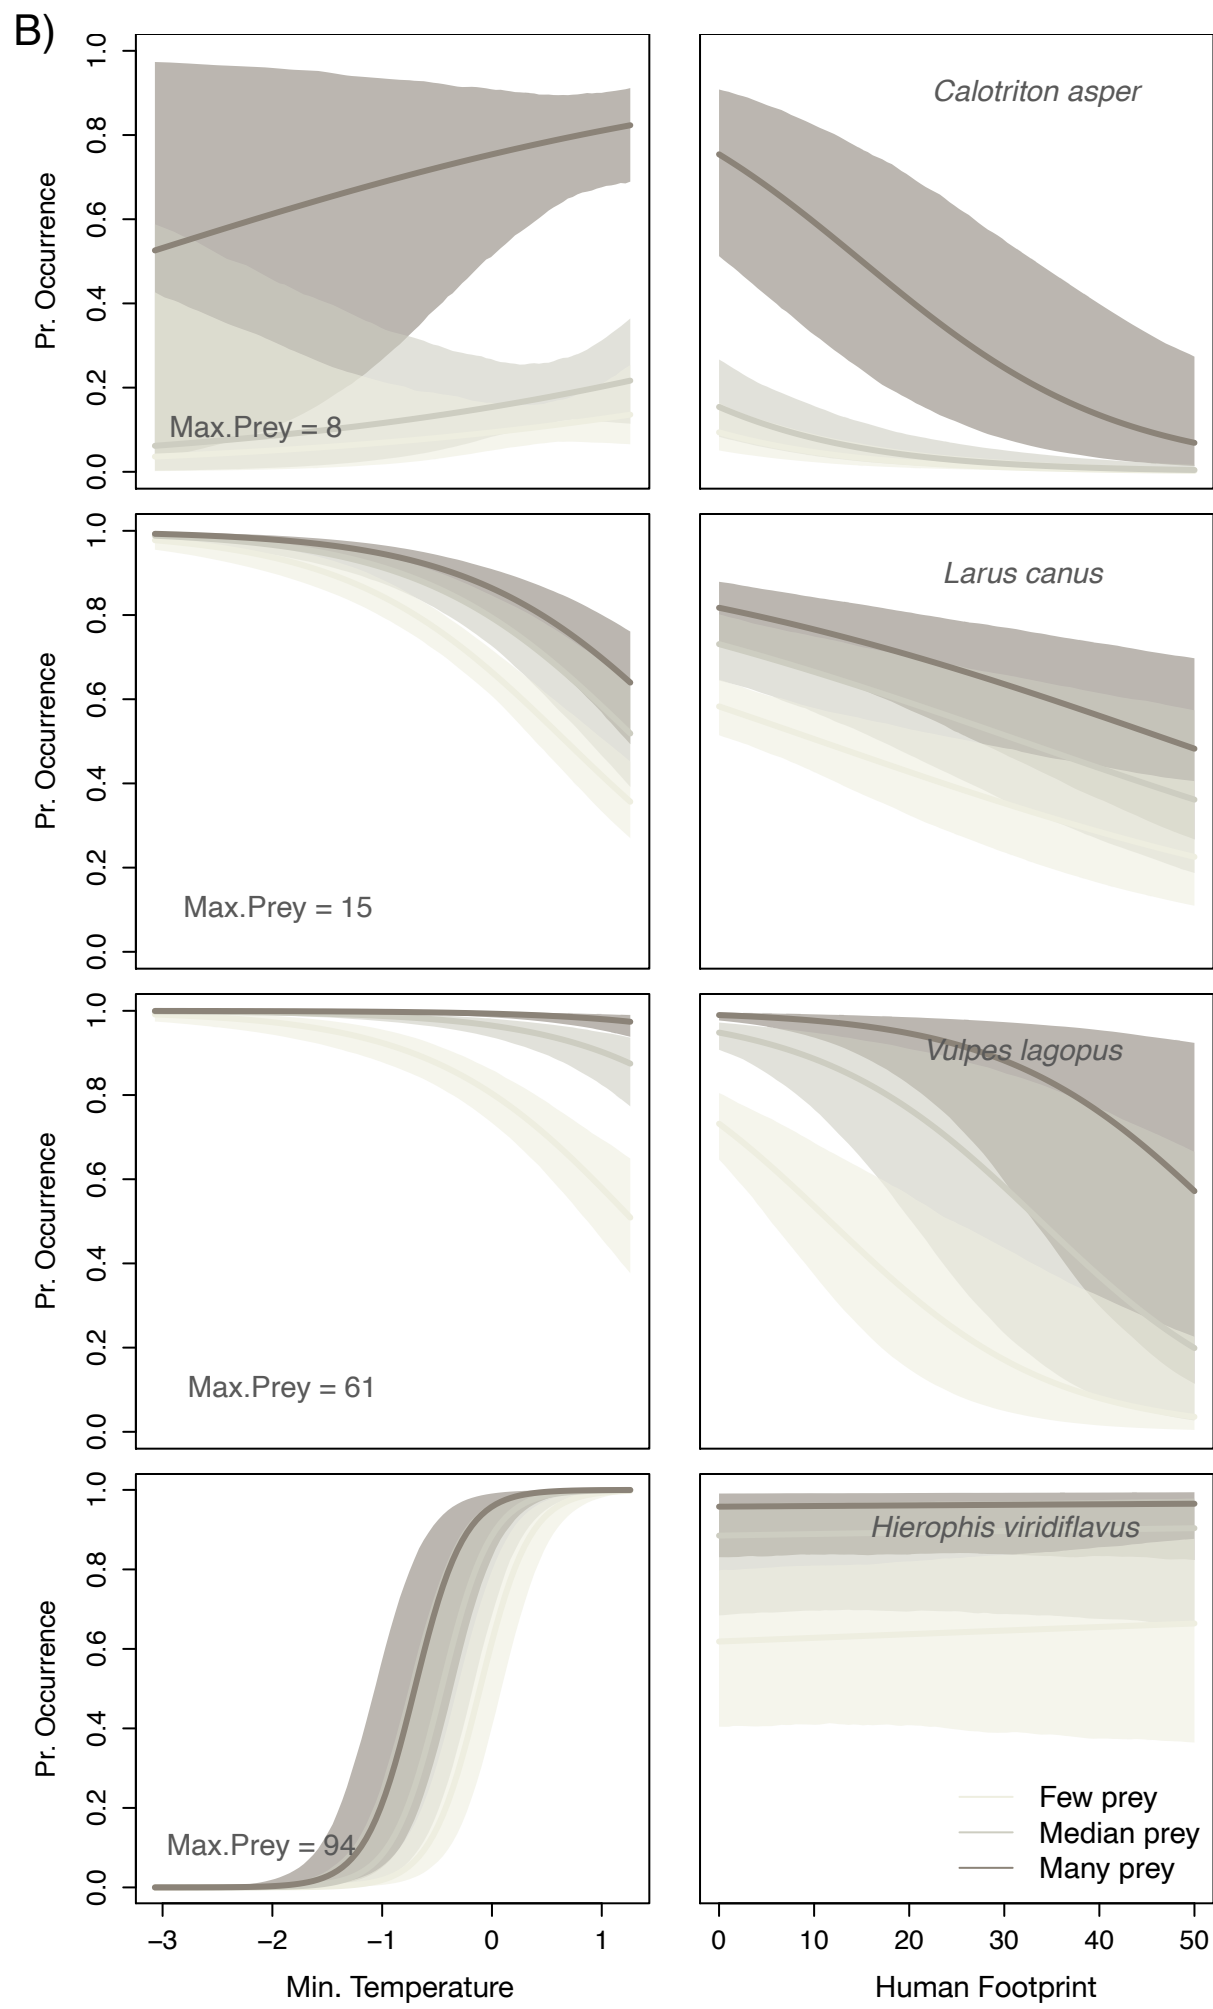 B)
Pr. Occurrence
1.0
0.8
0.6
0.4
0.2
0.0
Max.Prey = 8
Calotriton asper
Pr. Occurrence
1.0
0.8
0.6
0.4
0.2
0.0
Max.Prey = 15
Larus canus
Pr. Occurrence
1.0
0.8
0.6
0.4
0.2
0.0
Max.Prey = 61
Vulpes lagopus
Pr. Occurrence
1.0
0.8
0.6
0.4
0.2
0.0
Max.Prey = 94
Hierophis viridiflavus
Few prey
Median prey
Many prey
−3 −2 −1 0 1
Min. Temperature
0 10 20 30 40 50
Human Footprint